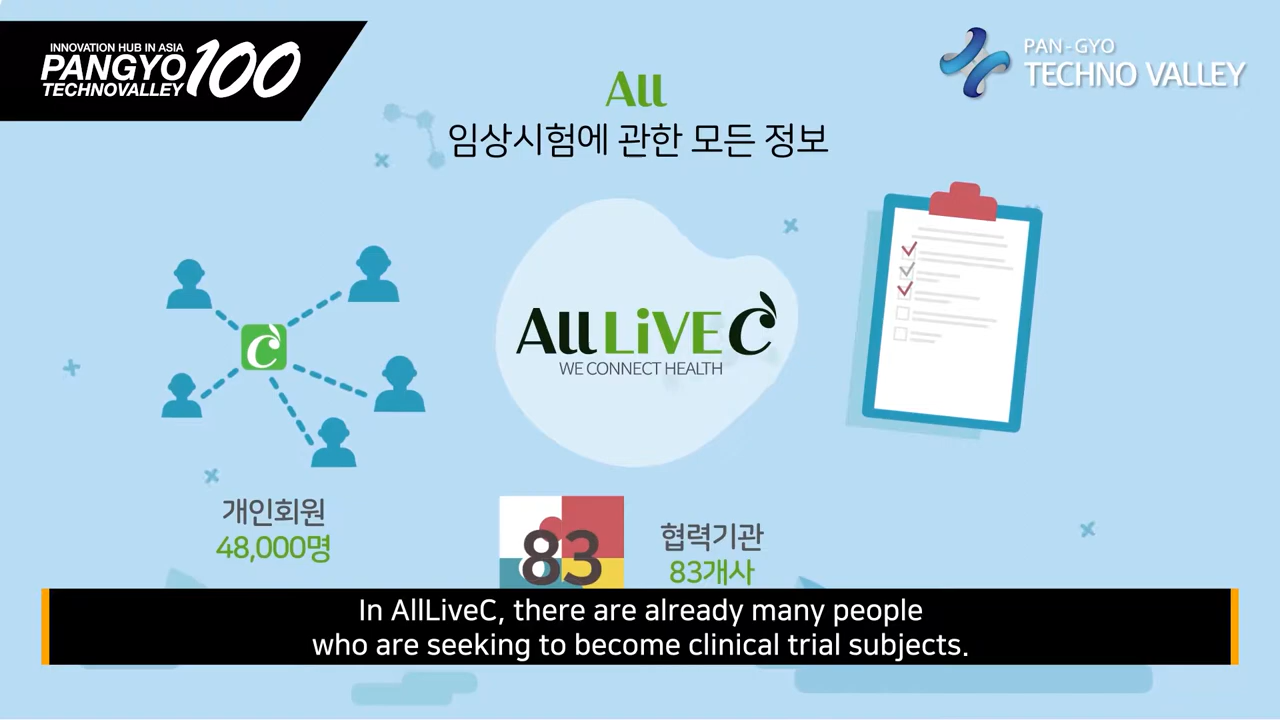 INNOVATION HUB IN ASIA
PANGYO 100
TECHNOVALLEY
PAN-GYO
TECHNO VALLEY
All
임상시험에 관한 모든 정보
AllLiVE C
WE CONNECT HEALTH
개인회원
48,000명
83
협력기관
83개사
In AllLiveC, there are already many people
who are seeking to become clinical trial subjects.